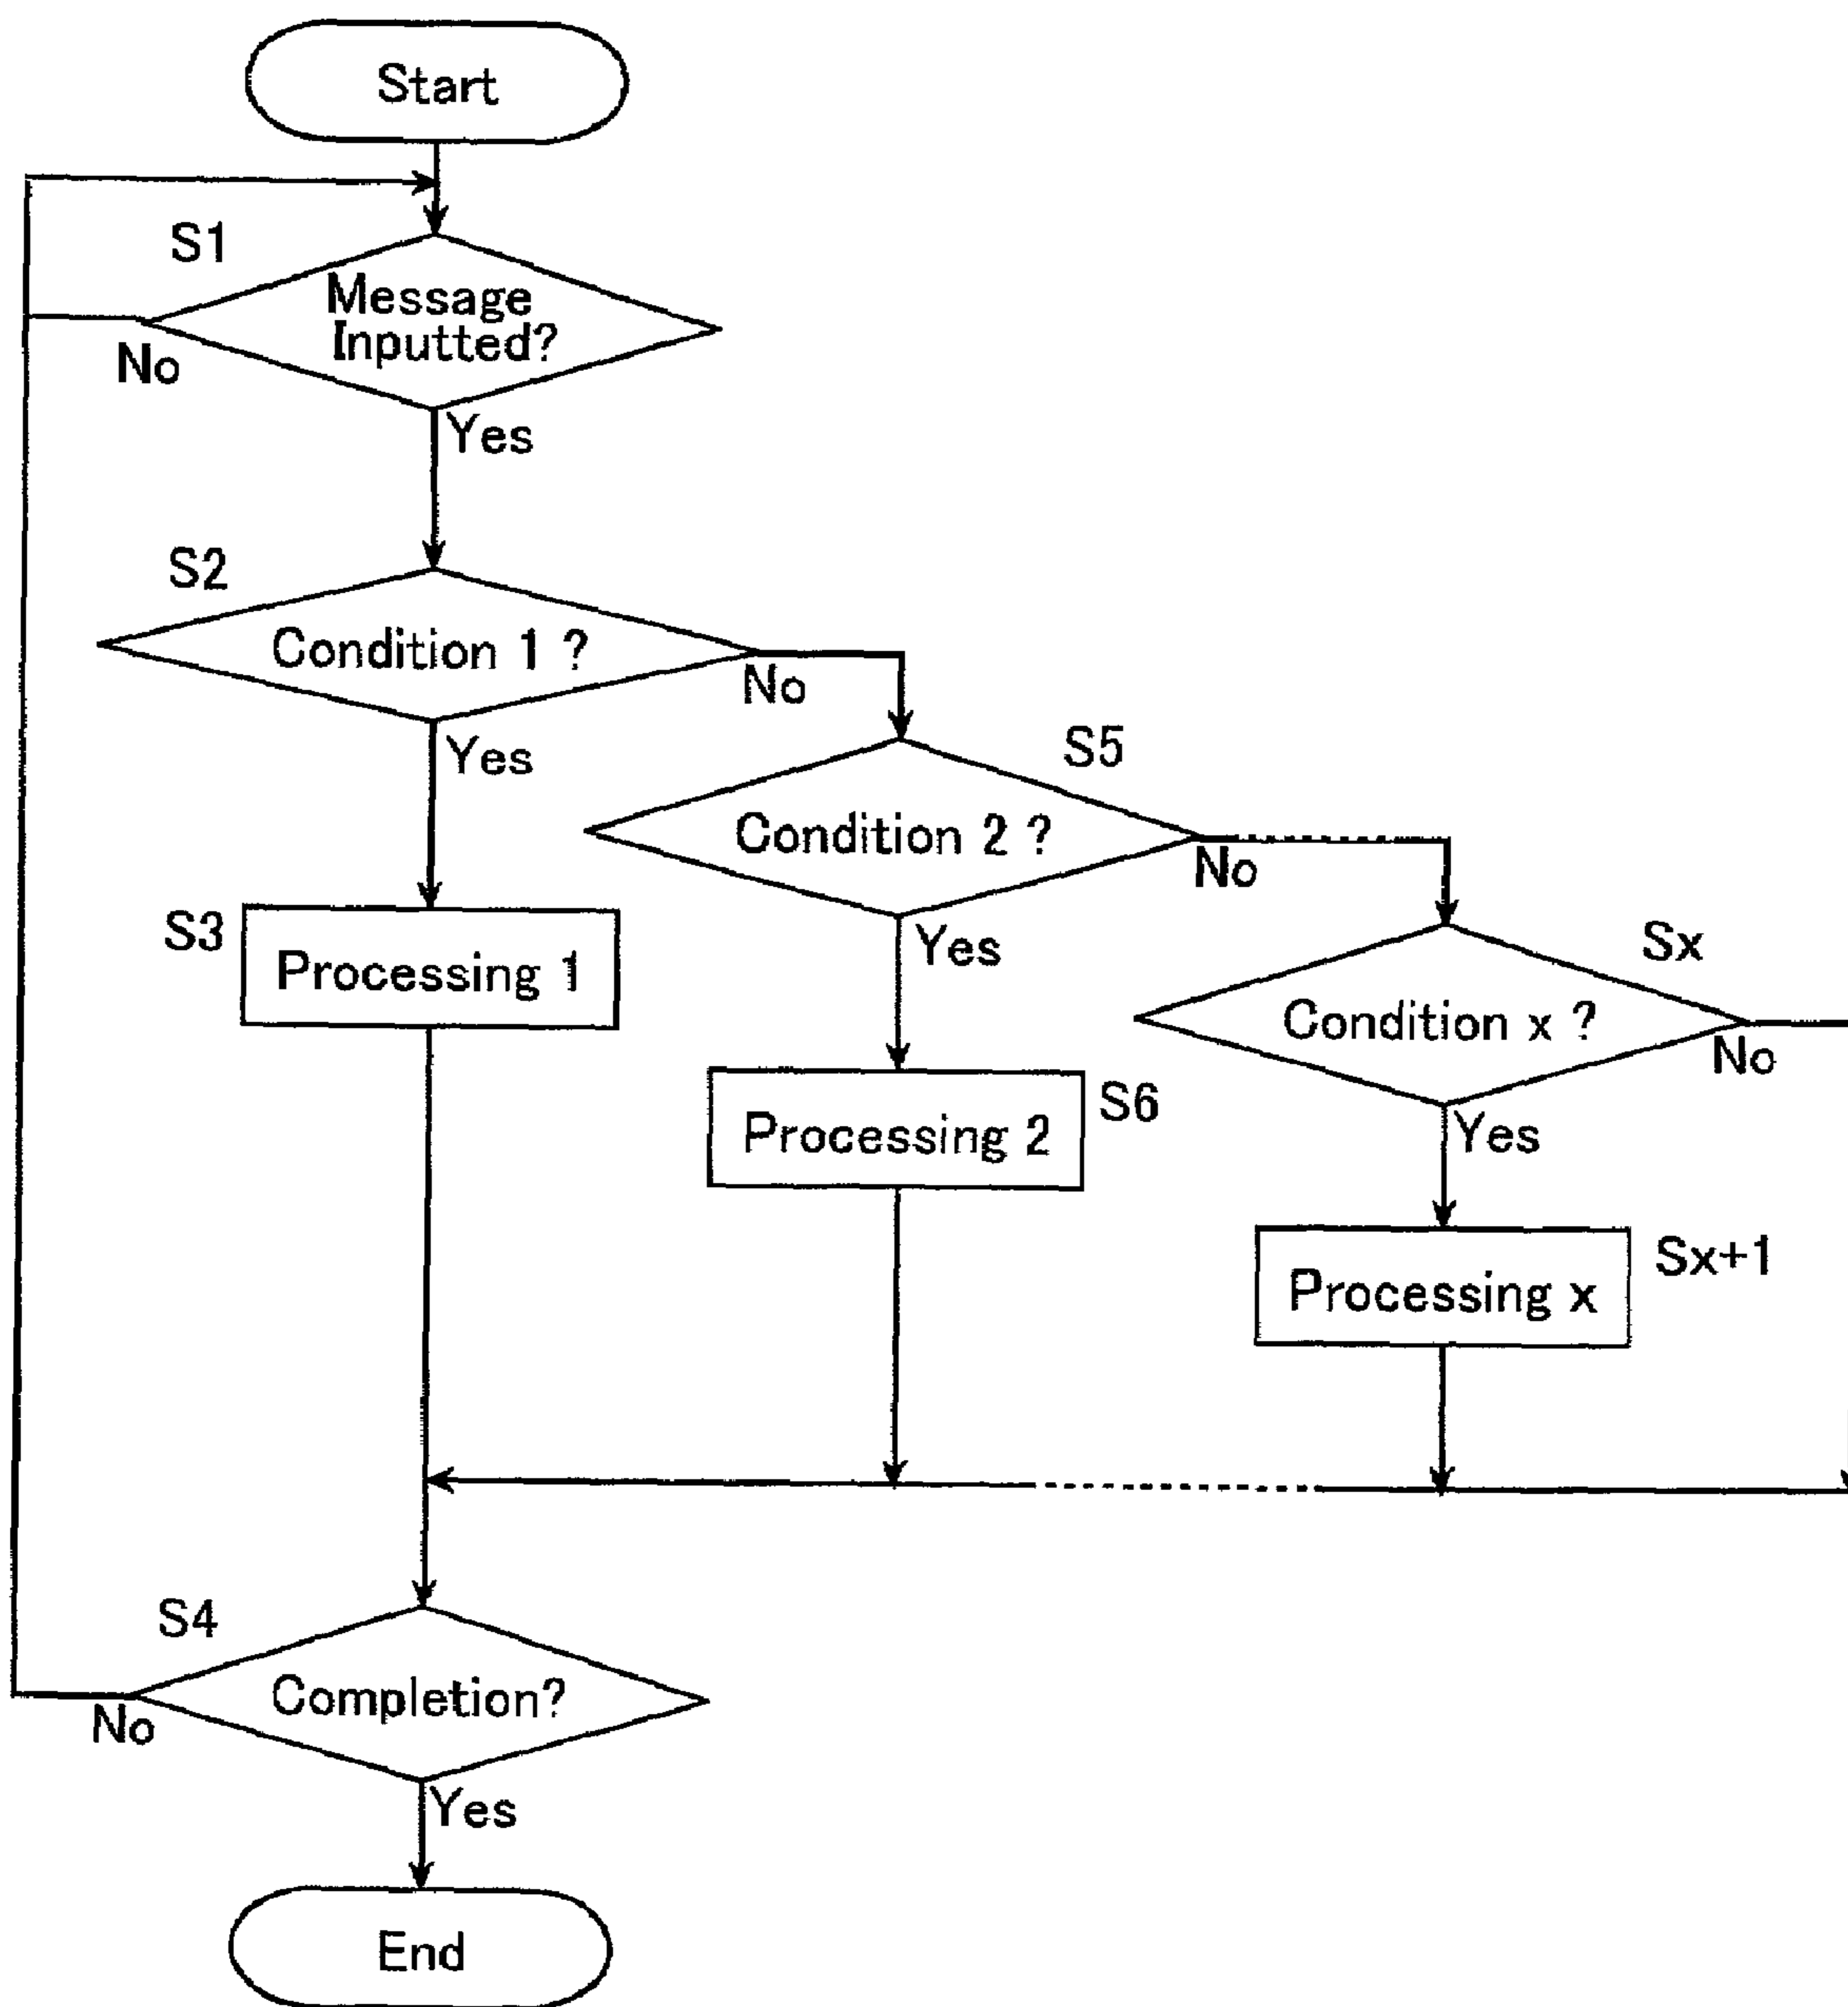 Start
S1
Message
Inputted?
No
Yes
S2
Condition 1 ?
No
Yes
S5
Condition 2 ?
No
Yes
S3
Processing 1
Sx
Condition x ?
No
Yes
S6
Processing 2
Sx+1
Processing x
S4
Completion?
No
Yes
End